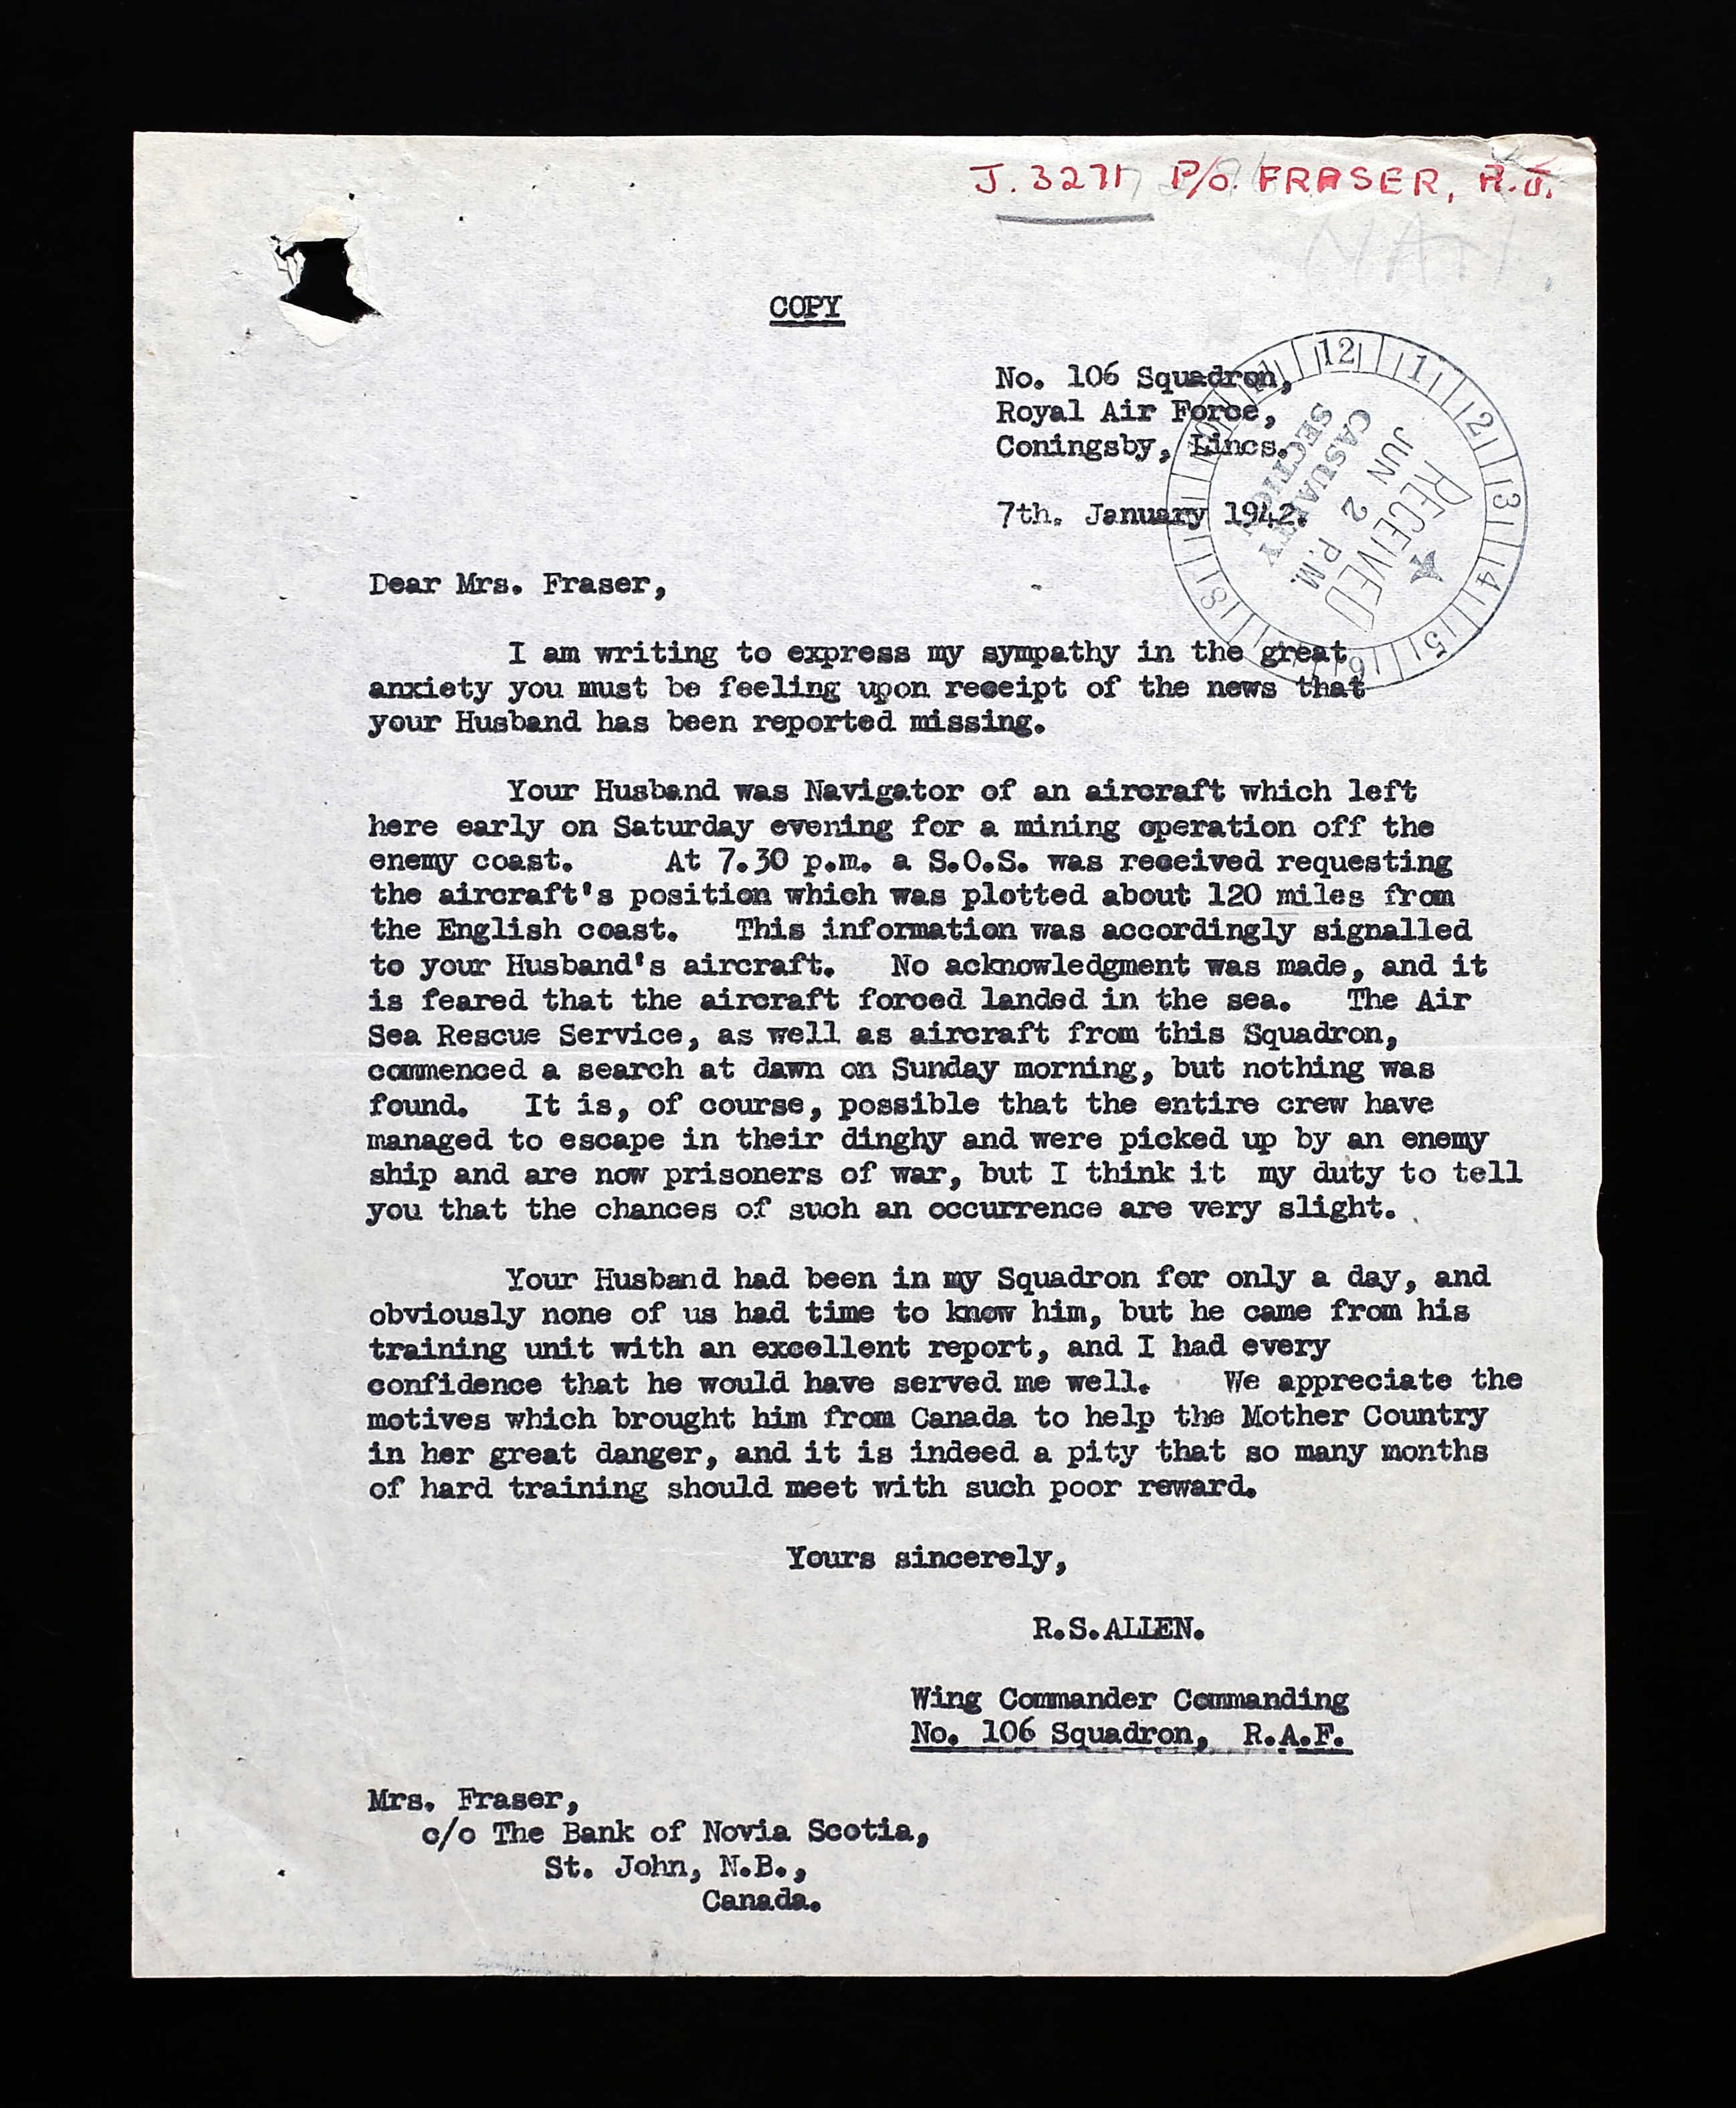 J. 3271 P/O. FRASER, R.J.
COPY
No. 106 Squadron,
Royal Air Force,
Coningsby, Lincs.
7th. January 1942.
12 1 2 3 4 5 6 8
RECEIVED
JUN 2 P.M.
CASUALTY
SECTION
Dear Mrs. Fraser,
I am writing to express my sympathy in the great
anxiety you must be feeling upon receipt of the news that
your Husband has been reported missing.
Your Husband was Navigator of an aircraft which left
here early on Saturday evening for a mining operation off the
enemy coast. At 7.30 p.m. a S.O.S. was received requesting
the aircraft's position which was plotted about 120 miles from
the English coast. This information was accordingly signalled
to your Husband's aircraft. No acknowledgment was made, and it
is feared that the aircraft forced landed in the sea. The Air
Sea Rescue Service, as well as aircraft from this Squadron,
commenced a search at dawn on Sunday morning, but nothing was
found. It is, of course, possible that the entire crew have
managed to escape in their dinghy and were picked up by an enemy
ship and are now prisoners of war, but I think it my duty to tell
you that the chances of such an occurrence are very slight.
Your Husband had been in my Squadron for only a day, and
obviously none of us had time to know him, but he came from his
training unit with an excellent report, and I had every
confidence that he would have served me well. We appreciate the
motives which brought him from Canada to help the Mother Country
in her great danger, and it is indeed a pity that so many months
of hard training should meet with such poor reward.
Yours sincerely,
R.S.ALLEN.
Wing Commander Commanding
No. 106 Squadron, R.A.F.
Mrs. Fraser,
c/o The Bank of Novia Scotia,
St. John, N.B.,
Canada.